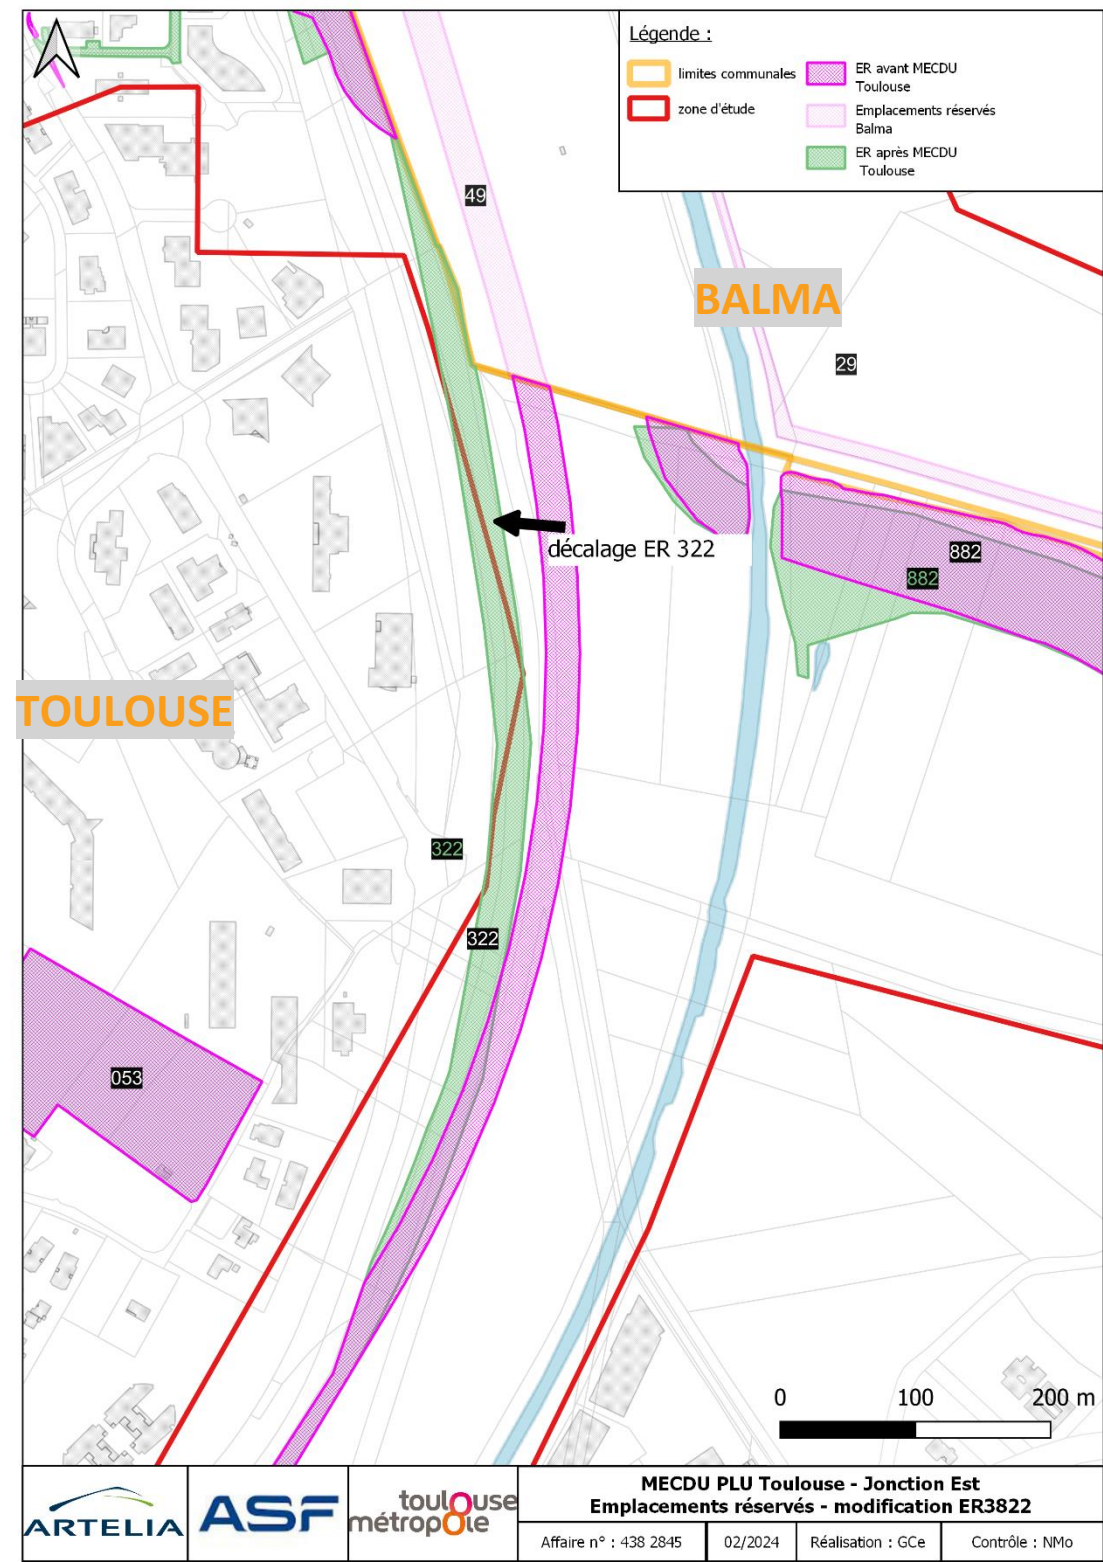 Légende :
limites communales
zone d'étude
ER avant MECDU
Toulouse
Emplacements réservés
Balma
ER après MECDU
Toulouse
49
BALMA
29
décalage ER 322
882
882
TOULOUSE
322
322
053
0 100 200 m
ARTELIA
ASF
toulouse
métropole
MECDU PLU Toulouse - Jonction Est
Emplacements réservés - modification ER3822
Affaire n° : 438 2845
02/2024
Réalisation : GCe
Contrôle : NMo